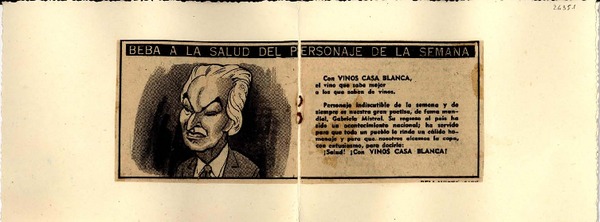 26351
BEBA A LA SALUD DEL PERSONAJE DE LA SEMANA
Con VINOS CASA BLANCA,
el vino que sabe mejor
a los que saben de vinos.
Personaje indiscutible de la semana y de
siempre es nuestra gran poetisa, de fama mun-
dial, Gabriela Mistral. Su regreso al país ha
sido un acontecimiento nacional; ha servido
para que todo un pueblo le rinda un cálido ho-
menaje y para que nosotros alcemos la copa,
con entusiasmo, para decirle:
¡Salud! ¡Con VINOS CASA BLANCA!